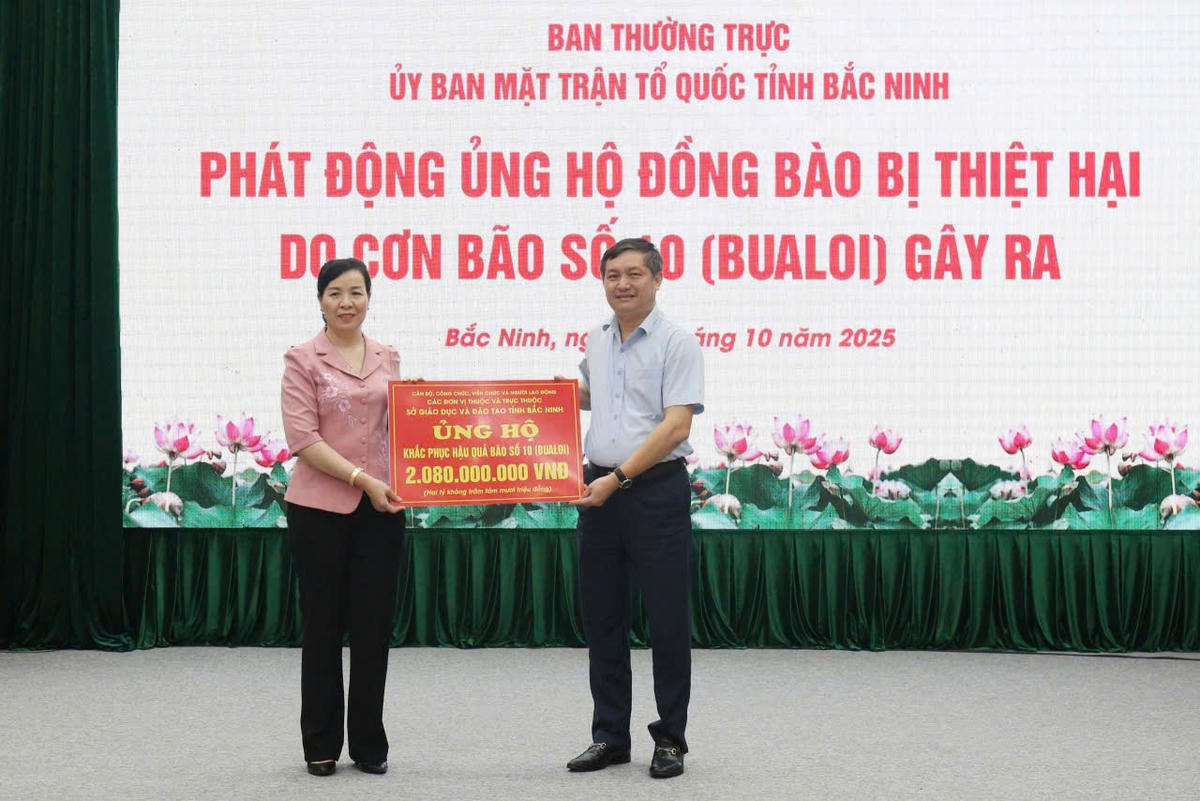 BAN THƯỜNG TRỰC
ỦY BAN MẶT TRẬN TỔ QUỐC TỈNH BẮC NINH
PHÁT ĐỘNG ỦNG HỘ ĐỒNG BÀO BỊ THIỆT HẠI
DO CƠN BÃO SỐ 10 (BUALOI) GÂY RA
Bắc Ninh, ng áng 10 năm 2025
CÁN BỘ, CÔNG CHỨC, VIÊN CHỨC VÀ NGƯỜI LAO ĐỘNG
CÁC ĐƠN VỊ THUỘC VÀ TRỰC THUỘC
SỞ GIÁO DỤC VÀ ĐÀO TẠO TỈNH BẮC NINH
ỦNG HỘ
KHẮC PHỤC HẬU QUẢ BÃO SỐ 10 (BUALOI)
2.080.000.000 VNĐ
(Hai tỷ không trăm tám mươi triệu đồng)